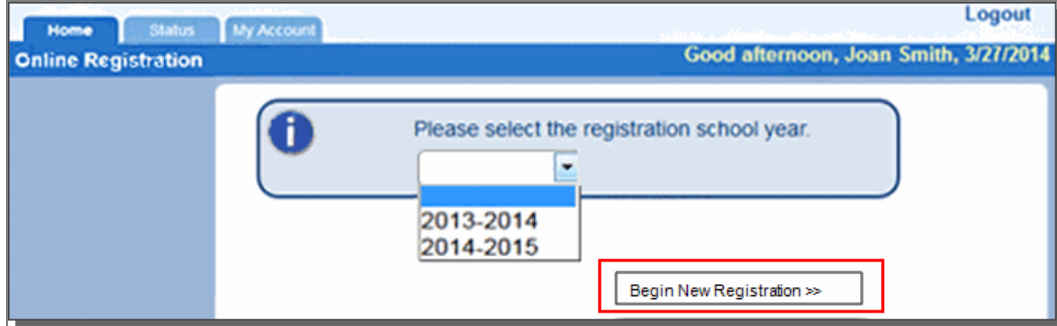 Logout
Home Status My Account
Online Registration Good afternoon, Joan Smith, 3/27/2014
Please select the registration school year.
2013-2014
2014-2015
Begin New Registration >>